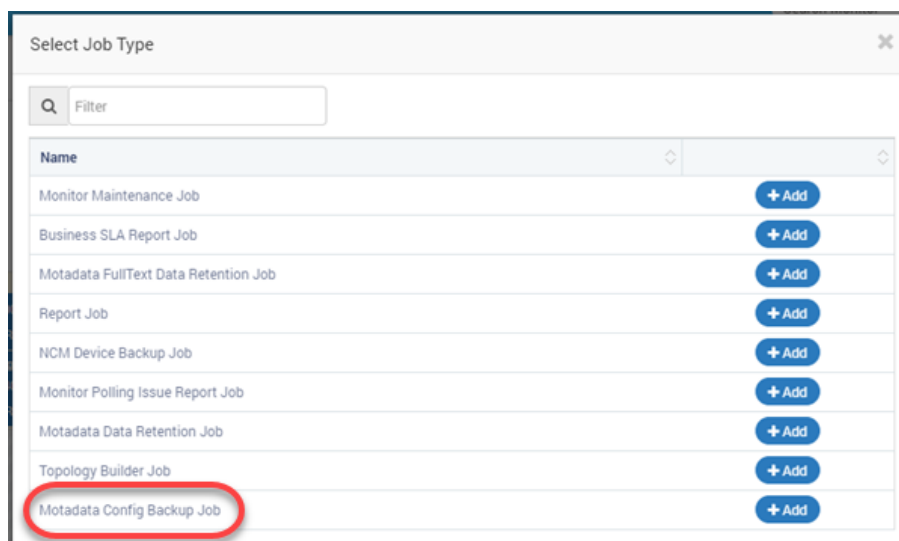 Select Job Type
Filter
Name
Monitor Maintenance Job + Add
Business SLA Report Job + Add
Motadata FullText Data Retention Job + Add
Report Job + Add
NCM Device Backup Job + Add
Monitor Polling Issue Report Job + Add
Motadata Data Retention Job + Add
Topology Builder Job + Add
Motadata Config Backup Job + Add